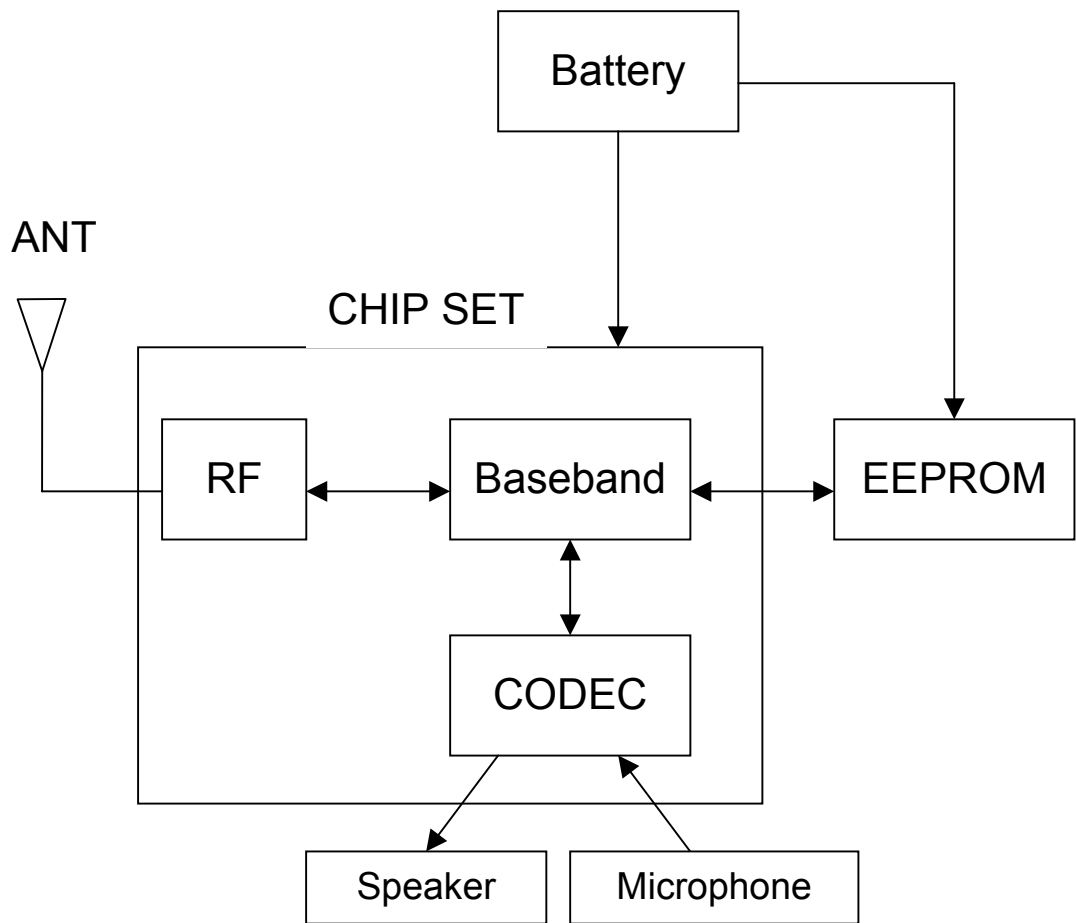 Battery
ANT
CHIP SET
RF
Baseband
EEPROM
CODEC
Speaker
Microphone